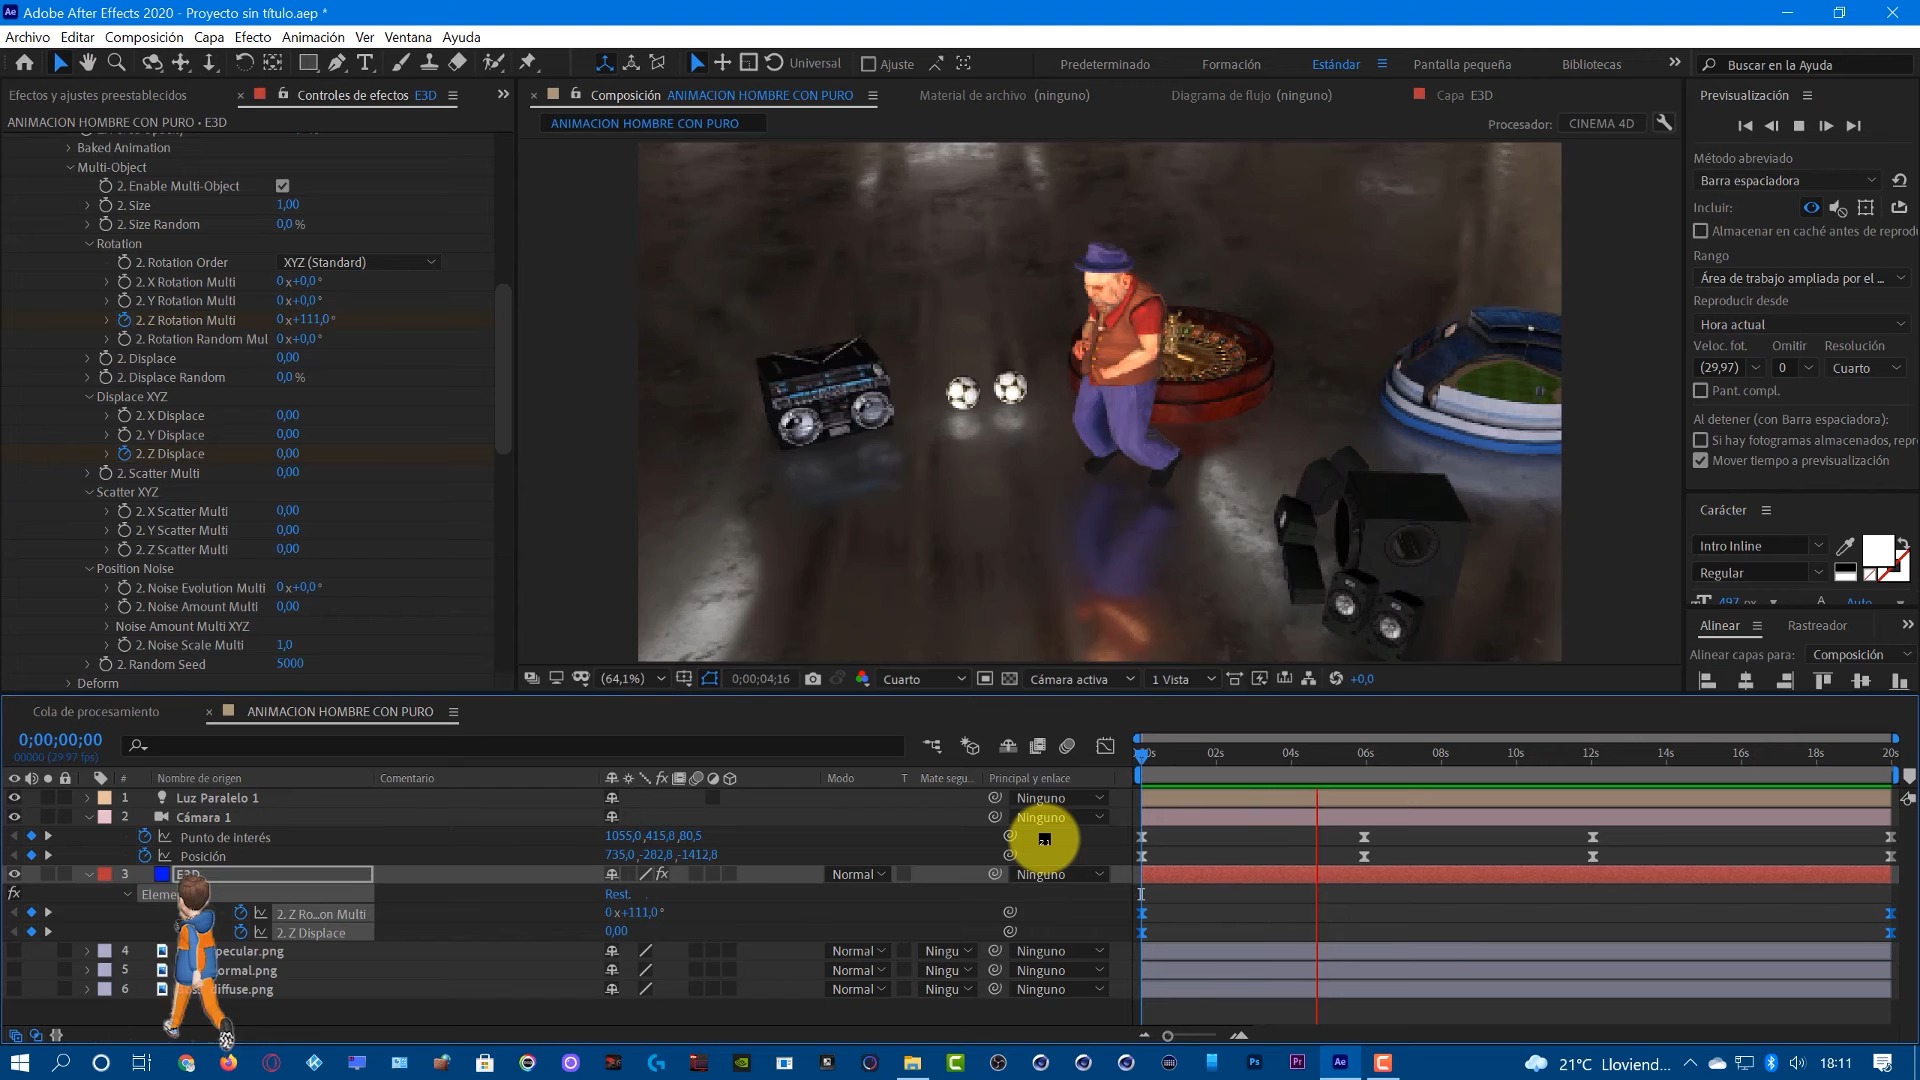 Adobe After Effects 2020 - Proyecto sin título.aep *
Archivo Editar Composición Capa Efecto Animación Ver Ventana Ayuda
Universal Ajuste Predeterminado Formación Estándar Pantalla pequeña Bibliotecas Buscar en la Ayuda
Efectos y ajustes preestablecidos
Controles de efectos E3D
ANIMACION HOMBRE CON PURO • E3D
Baked Animation
Multi-Object
2. Enable Multi-Object
2. Size 1,00
2. Size Random 0,0 %
Rotation
2. Rotation Order XYZ (Standard)
2. X Rotation Multi 0 x+0,0 °
2. Y Rotation Multi 0 x+0,0 °
2. Z Rotation Multi 0 x+111,0 °
2. Rotation Random Mul 0 x+0,0 °
2. Displace 0,00
2. Displace Random 0,0 %
Displace XYZ
2. X Displace 0,00
2. Y Displace 0,00
2. Z Displace 0,00
2. Scatter Multi 0,00
Scatter XYZ
2. X Scatter Multi 0,00
2. Y Scatter Multi 0,00
2. Z Scatter Multi 0,00
Position Noise
2. Noise Evolution Multi 0 x+0,0 °
2. Noise Amount Multi 0,00
Noise Amount Multi XYZ
2. Noise Scale Multi 1,0
2. Random Seed 5000
Deform
Composición ANIMACION HOMBRE CON PURO
Material de archivo (ninguno)
Diagrama de flujo (ninguno)
Capa E3D
ANIMACION HOMBRE CON PURO
Procesador: CINEMA 4D
(64,1%) 0;00;04;16 Cuarto Cámara activa 1 Vista +0,0
Previsualización
Método abreviado
Barra espaciadora
Incluir:
Almacenar en caché antes de reprodu
Rango
Área de trabajo ampliada por el ...
Reproducir desde
Hora actual
Veloc. fot. Omitir Resolución
(29,97) 0 Cuarto
Pant. compl.
Al detener (con Barra espaciadora):
Si hay fotogramas almacenados, repr
Mover tiempo a previsualización
Carácter
Intro Inline
Regular
497 px Auto
Alinear Rastreador
Alinear capas para: Composición
Cola de procesamiento
ANIMACION HOMBRE CON PURO
0;00;00;00
00000 (29.97 fps)
02s 04s 06s 08s 10s 12s 14s 16s 18s 20s
# Nombre de origen Comentario Modo T Mate segu... Principal y enlace
1 Luz Paralelo 1 Ninguno
2 Cámara 1 Ninguno
Punto de interés 1055,0,415,8,80,5
Posición 735,0,-282,8,-1412,8
3 E3D Normal Ninguno
Elemen Rest.
2. Z Ro...on Multi 0 x+111,0 °
2. Z Displace 0,00
4 pecular.png Normal Ningu Ninguno
5 ormal.png Normal Ningu Ninguno
6 diffuse.png Normal Ningu Ninguno
21°C Lloviend... 18:11